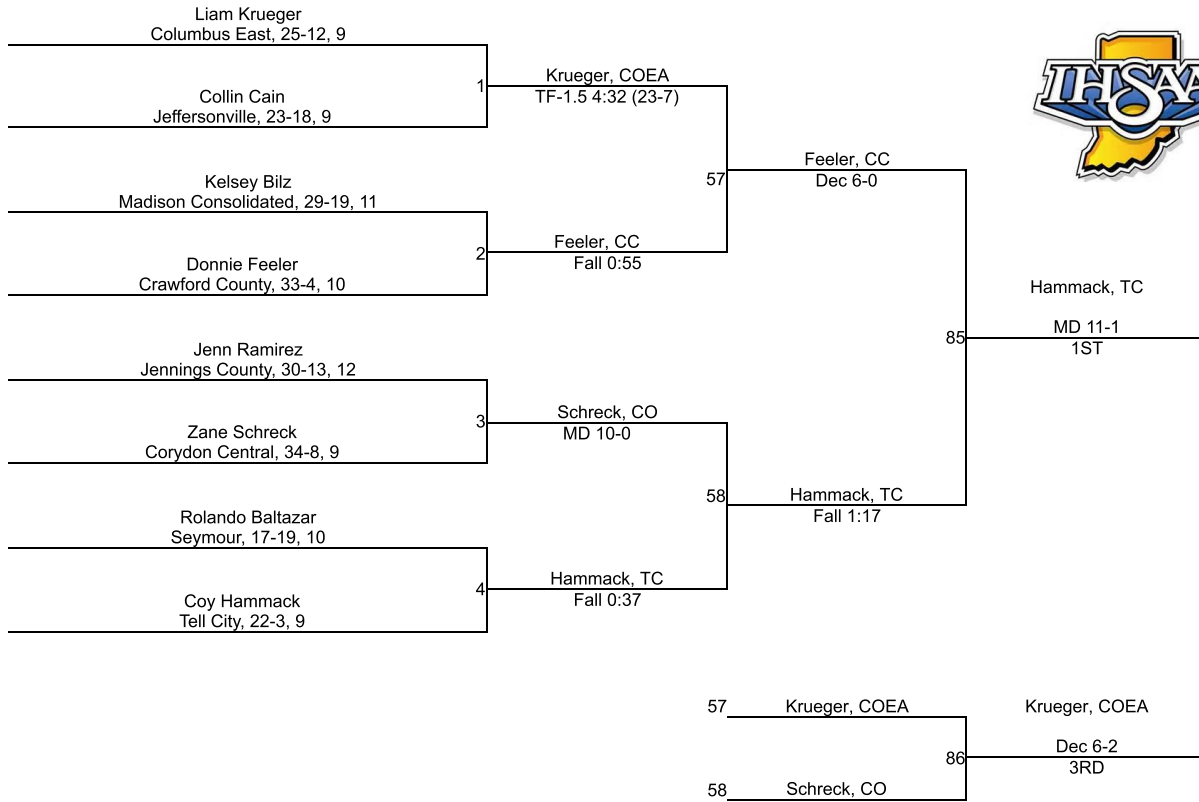 Liam Krueger
Columbus East, 25-12, 9
Collin Cain
Jeffersonville, 23-18, 9
1
Krueger, COEA
TF-1.5 4:32 (23-7)
Kelsey Bilz
Madison Consolidated, 29-19, 11
Donnie Feeler
Crawford County, 33-4, 10
2
Feeler, CC
Fall 0:55
57
Feeler, CC
Dec 6-0
Jenn Ramirez
Jennings County, 30-13, 12
Zane Schreck
Corydon Central, 34-8, 9
3
Schreck, CO
MD 10-0
Rolando Baltazar
Seymour, 17-19, 10
Coy Hammack
Tell City, 22-3, 9
4
Hammack, TC
Fall 0:37
58
Hammack, TC
Fall 1:17
85
Hammack, TC
MD 11-1
1ST
IHSAA
57
Krueger, COEA
58
Schreck, CO
86
Krueger, COEA
Dec 6-2
3RD